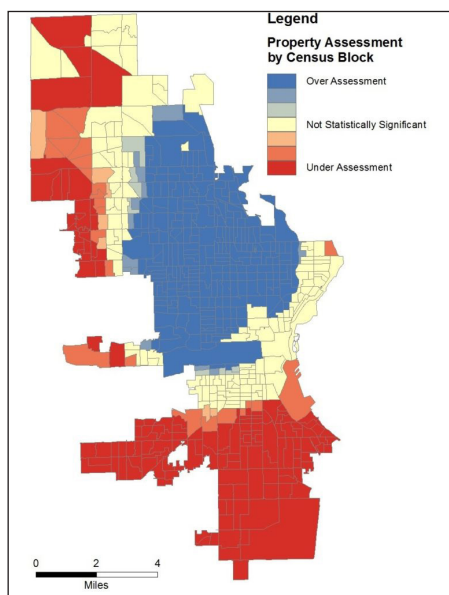 Legend
Property Assessment
by Census Block
Over Assessment
Not Statistically Significant
Under Assessment
0 2 4
Miles